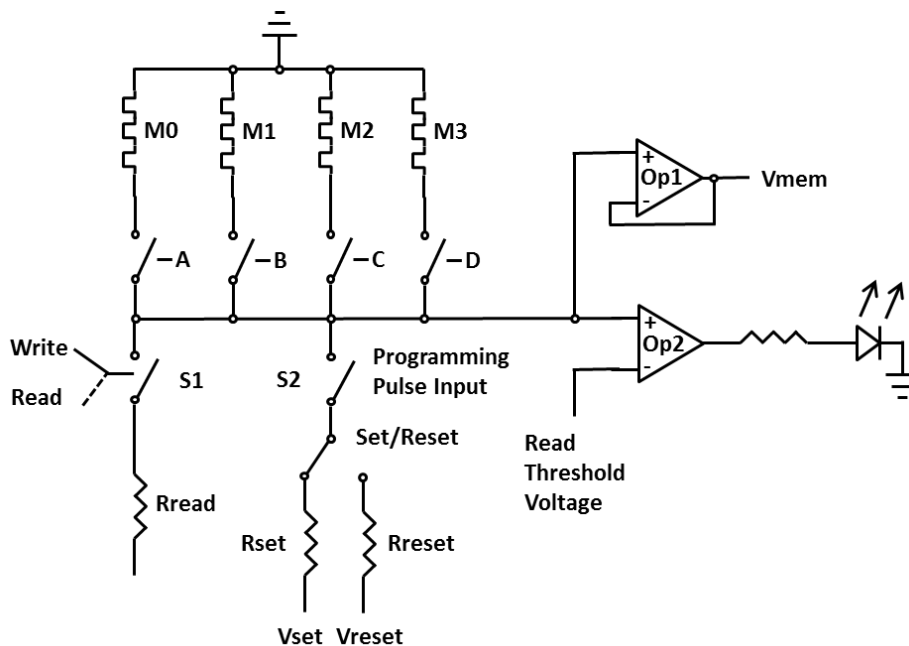 M0
M1
M2
M3
+
Op1
-
Vmem
A
B
C
D
+
Op2
-
Write
Read
S1
S2
Programming
Pulse Input
Set/Reset
Read
Threshold
Voltage
Rread
Rset
Rreset
Vset
Vreset